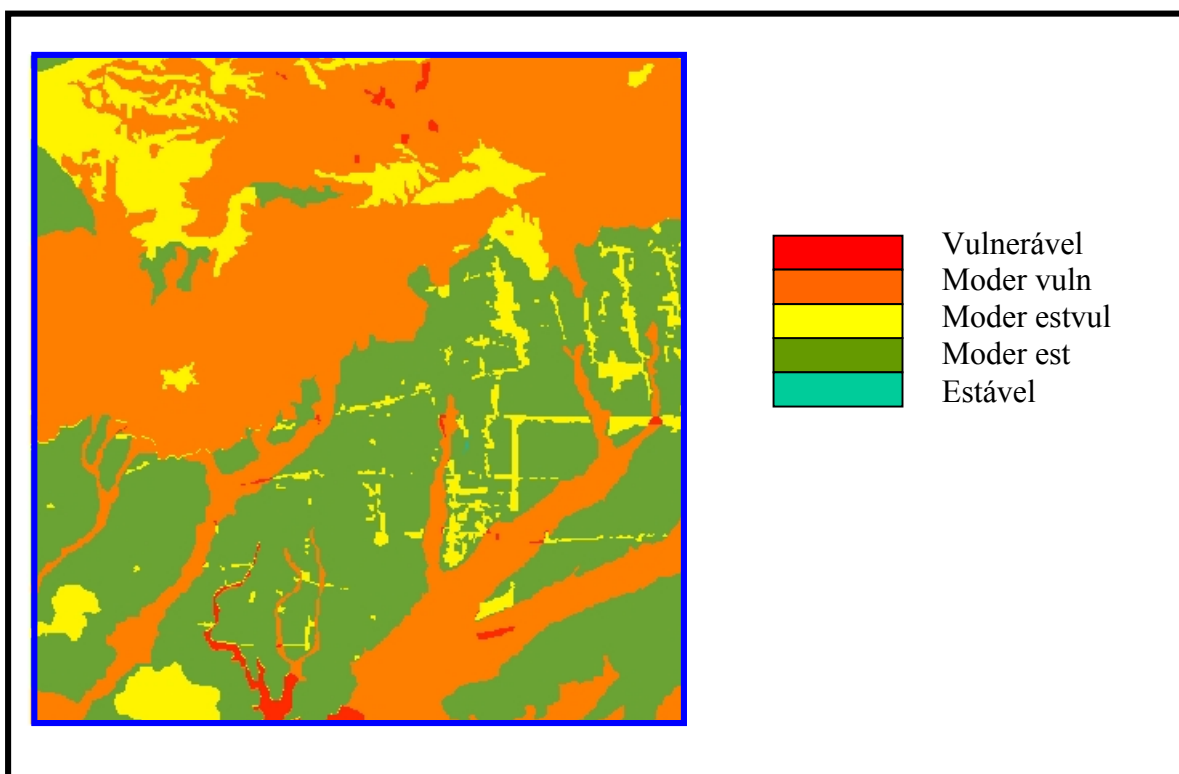 Vulnerável
Moder vuln
Moder estvul
Moder est
Estável